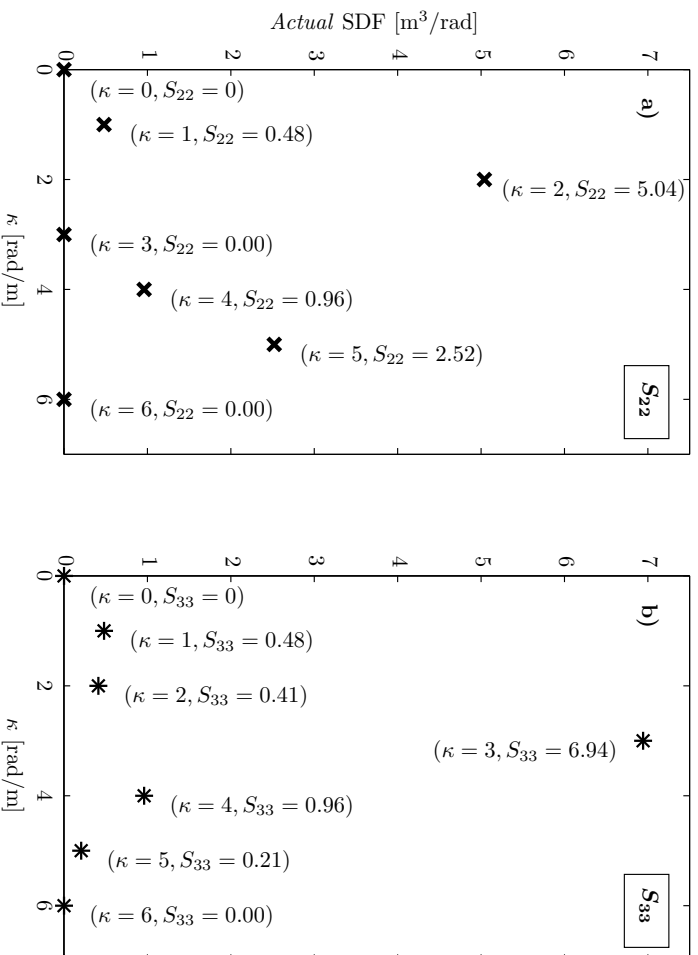 Actual SDF [m³/rad]
0 1 2 3 4 5 6 7
a)
0
(κ = 0, S₂₂ = 0)
(κ = 1, S₂₂ = 0.48)
2
(κ = 2, S₂₂ = 5.04)
(κ = 3, S₂₂ = 0.00)
4
(κ = 4, S₂₂ = 0.96)
(κ = 5, S₂₂ = 2.52)
6
(κ = 6, S₂₂ = 0.00)
S₂₂
κ [rad/m]
0 1 2 3 4 5 6 7
b)
0
(κ = 0, S₃₃ = 0)
(κ = 1, S₃₃ = 0.48)
2
(κ = 2, S₃₃ = 0.41)
(κ = 3, S₃₃ = 6.94)
4
(κ = 4, S₃₃ = 0.96)
(κ = 5, S₃₃ = 0.21)
6
(κ = 6, S₃₃ = 0.00)
S₃₃
κ [rad/m]